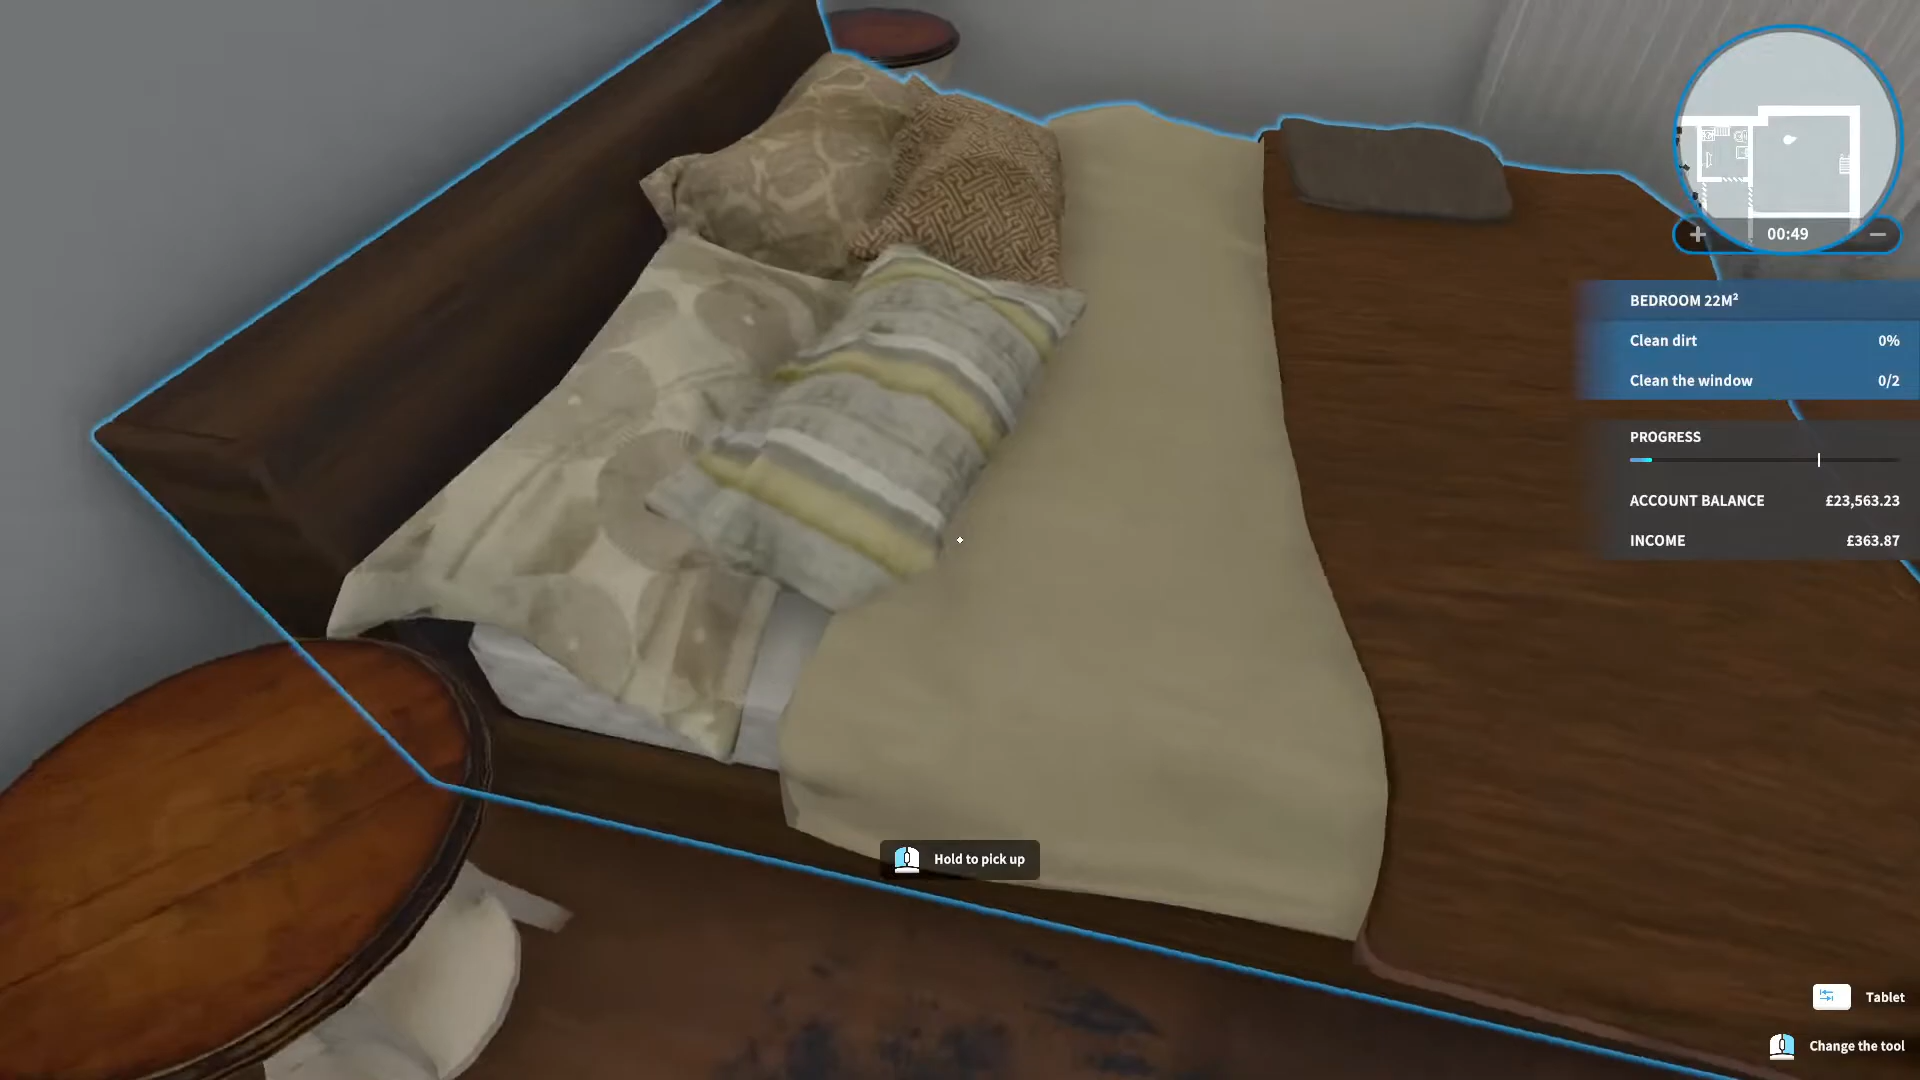 00:49
BEDROOM 22M²
Clean dirt 0%
Clean the window 0/2
PROGRESS
ACCOUNT BALANCE £23,563.23
INCOME £363.87
Hold to pick up
Tablet
Change the tool